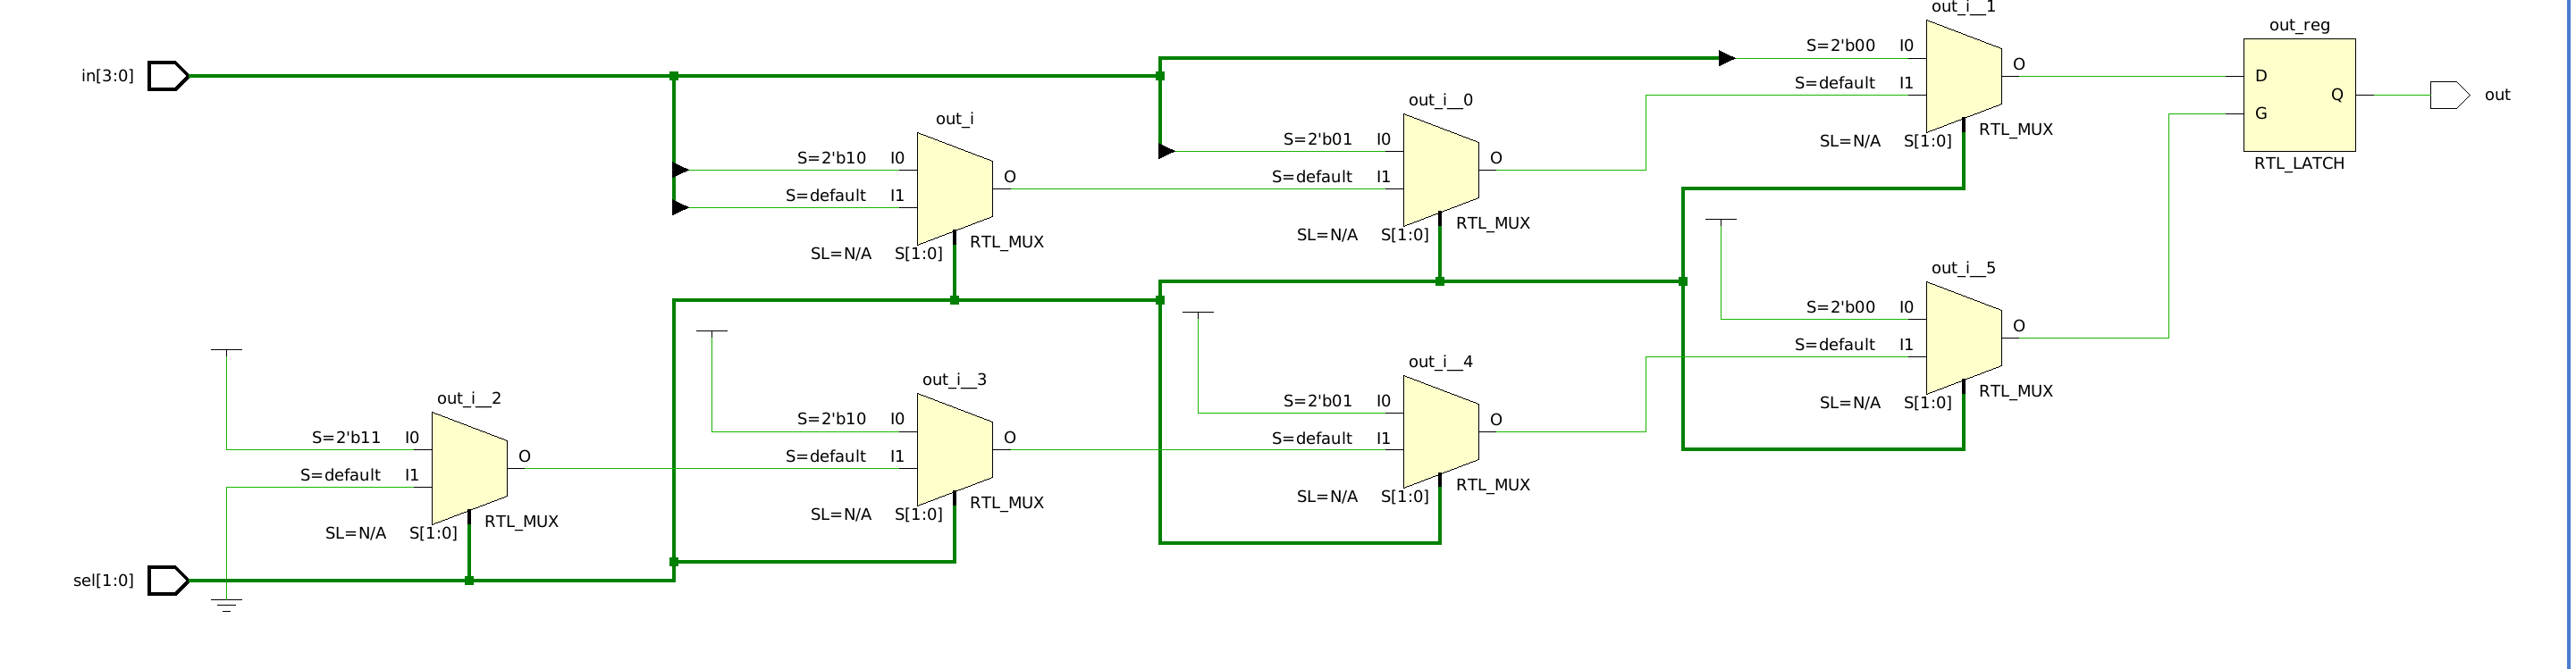 out_i__1
out_reg
in[3:0]
S=2'b00 I0
O
S=default I1
D
Q
out
G
RTL_MUX
SL=N/A S[1:0]
RTL_LATCH
out_i__0
S=2'b01 I0
O
S=default I1
RTL_MUX
SL=N/A S[1:0]
out_i
S=2'b10 I0
O
S=default I1
RTL_MUX
SL=N/A S[1:0]
out_i__5
S=2'b00 I0
O
S=default I1
RTL_MUX
SL=N/A S[1:0]
out_i__4
S=2'b01 I0
O
S=default I1
RTL_MUX
SL=N/A S[1:0]
out_i__3
S=2'b10 I0
O
S=default I1
RTL_MUX
SL=N/A S[1:0]
out_i__2
S=2'b11 I0
O
S=default I1
RTL_MUX
SL=N/A S[1:0]
sel[1:0]